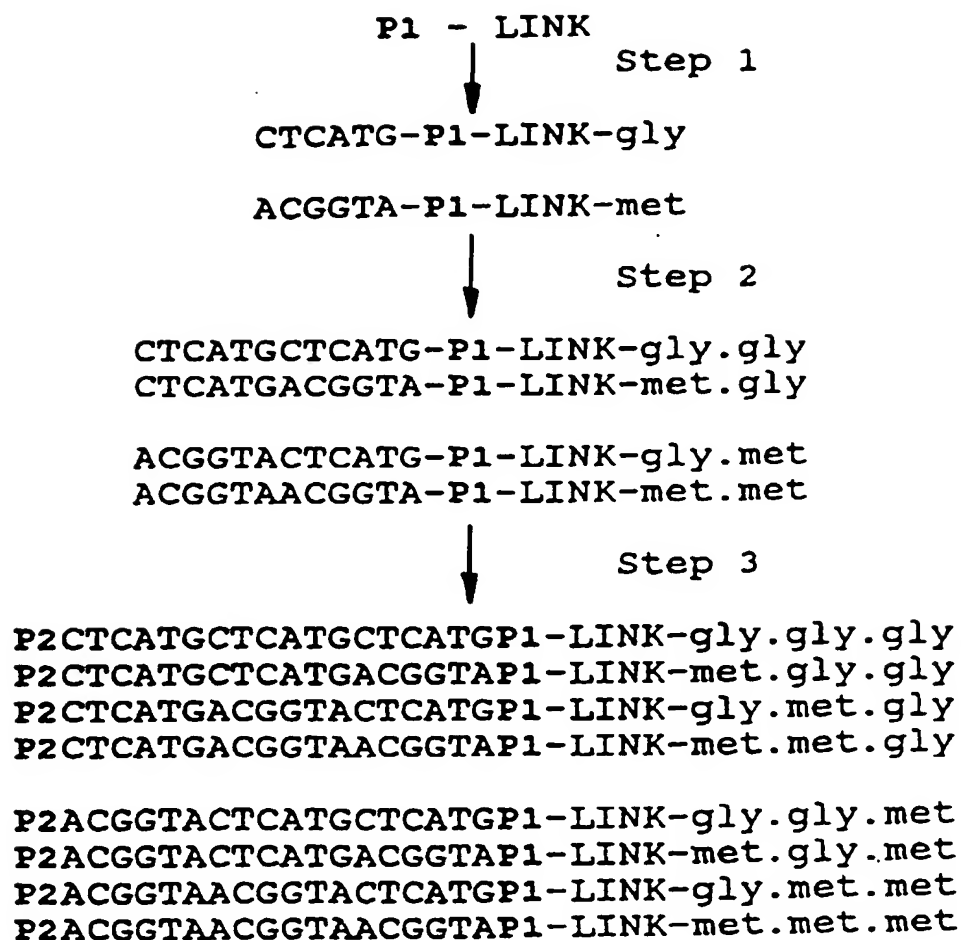 P1 - LINK
Step 1
CTCATG-P1-LINK-gly
ACGGTA-P1-LINK-met
Step 2
CTCATGCTCATG-P1-LINK-gly.gly
CTCATGACGGTA-P1-LINK-met.gly
ACGGTACTCATG-P1-LINK-gly.met
ACGGTAACGGTA-P1-LINK-met.met
Step 3
P2CTCATGCTCATGCTCATGP1-LINK-gly.gly.gly
P2CTCATGCTCATGACGGTAP1-LINK-met.gly.gly
P2CTCATGACGGTACTCATGP1-LINK-gly.met.gly
P2CTCATGACGGTAACGGTAP1-LINK-met.met.gly
P2ACGGTACTCATGCTCATGP1-LINK-gly.gly.met
P2ACGGTACTCATGACGGTAP1-LINK-met.gly.met
P2ACGGTAACGGTACTCATGP1-LINK-gly.met.met
P2ACGGTAACGGTAACGGTAP1-LINK-met.met.met